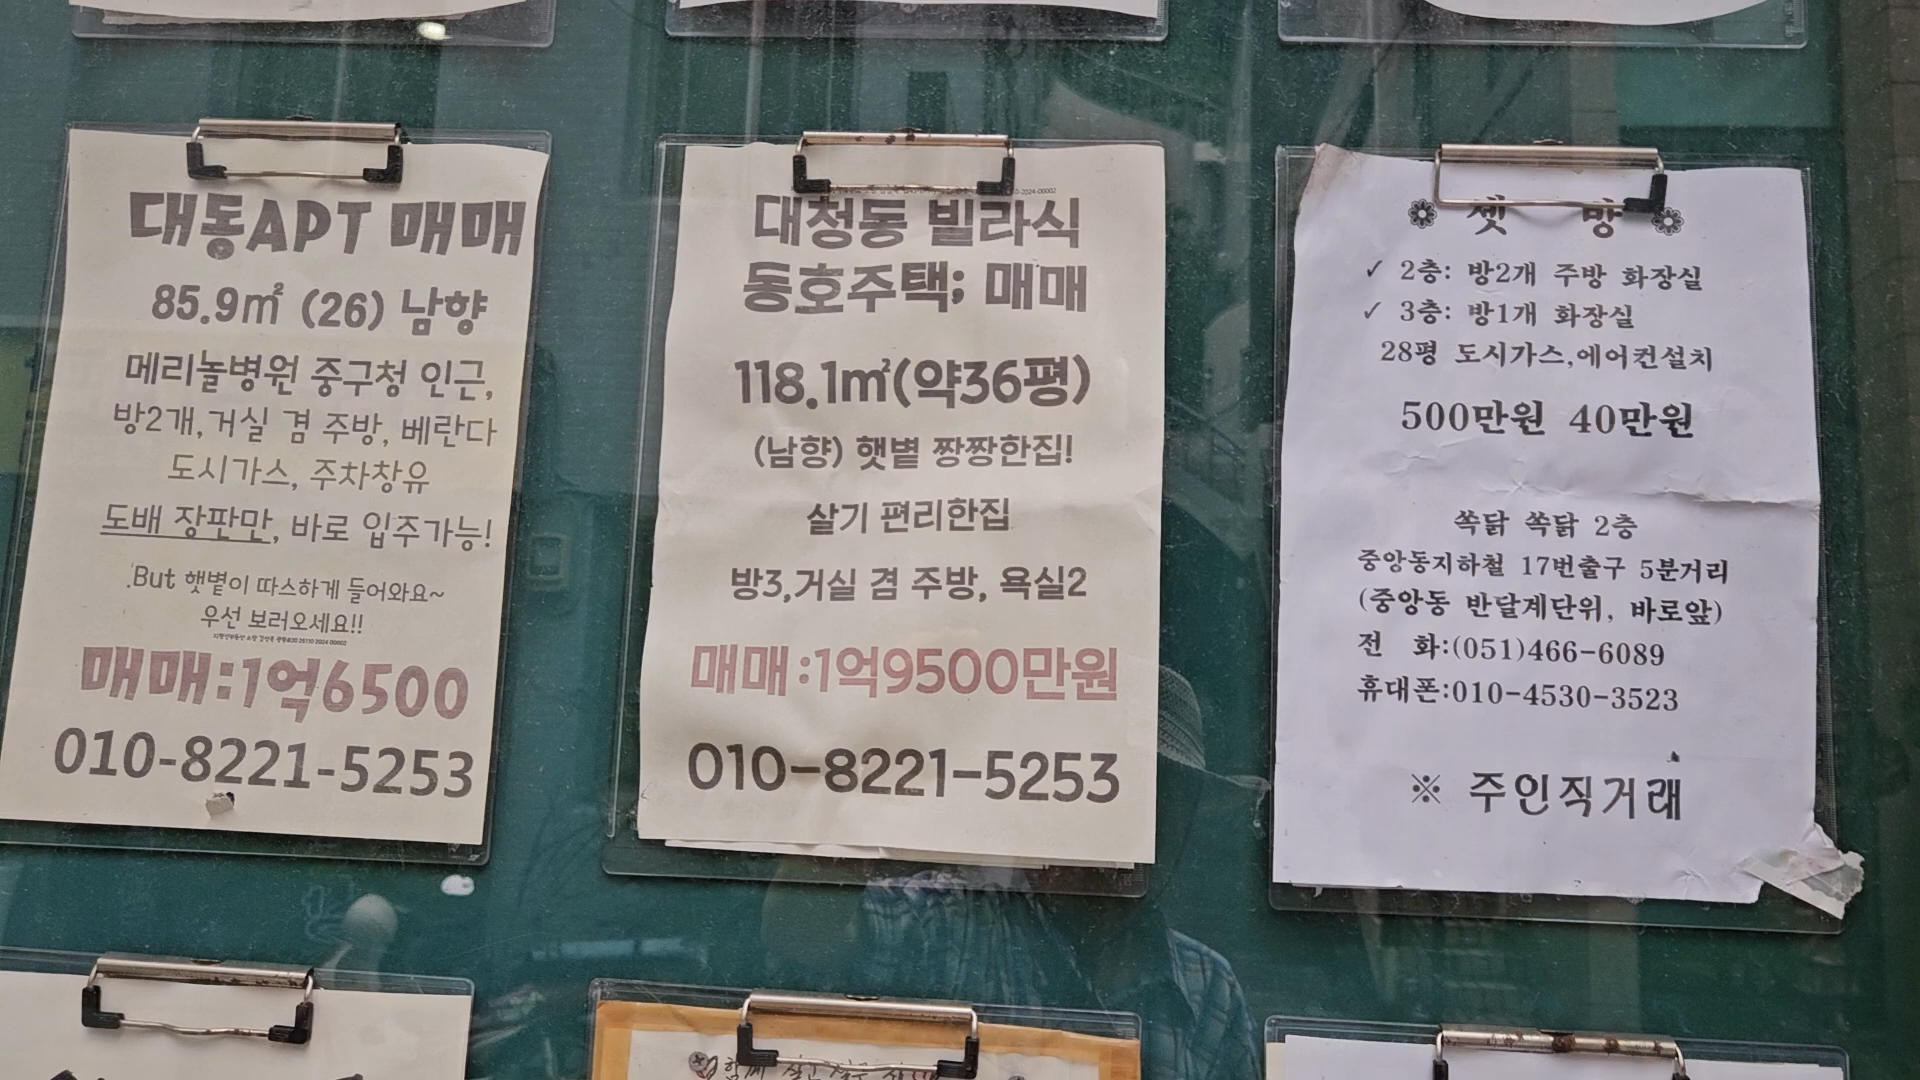 대동APT 매매
85.9㎡ (26) 남향
메리놀병원 중구청 인근,
방2개,거실 겸 주방, 베란다
도시가스, 주차창유
도배 장판만, 바로 입주가능!
.But 햇볕이 따스하게 들어와요~
우선 보러오세요!!
매매:1억6500
010-8221-5253
대청동 빌라식
동호주택; 매매
118.1㎡(약36평)
(남향) 햇볕 짱짱한집!
살기 편리한집
방3,거실 겸 주방, 욕실2
매매:1억9500만원
010-8221-5253
셋 방
✓ 2층: 방2개 주방 화장실
✓ 3층: 방1개 화장실
28평 도시가스,에어컨설치
500만원 40만원
쏙닭 쏙닭 2층
중앙동지하철 17번출구 5분거리
(중앙동 반달계단위, 바로앞)
전 화:(051)466-6089
휴대폰:010-4530-3523
※ 주인직거래